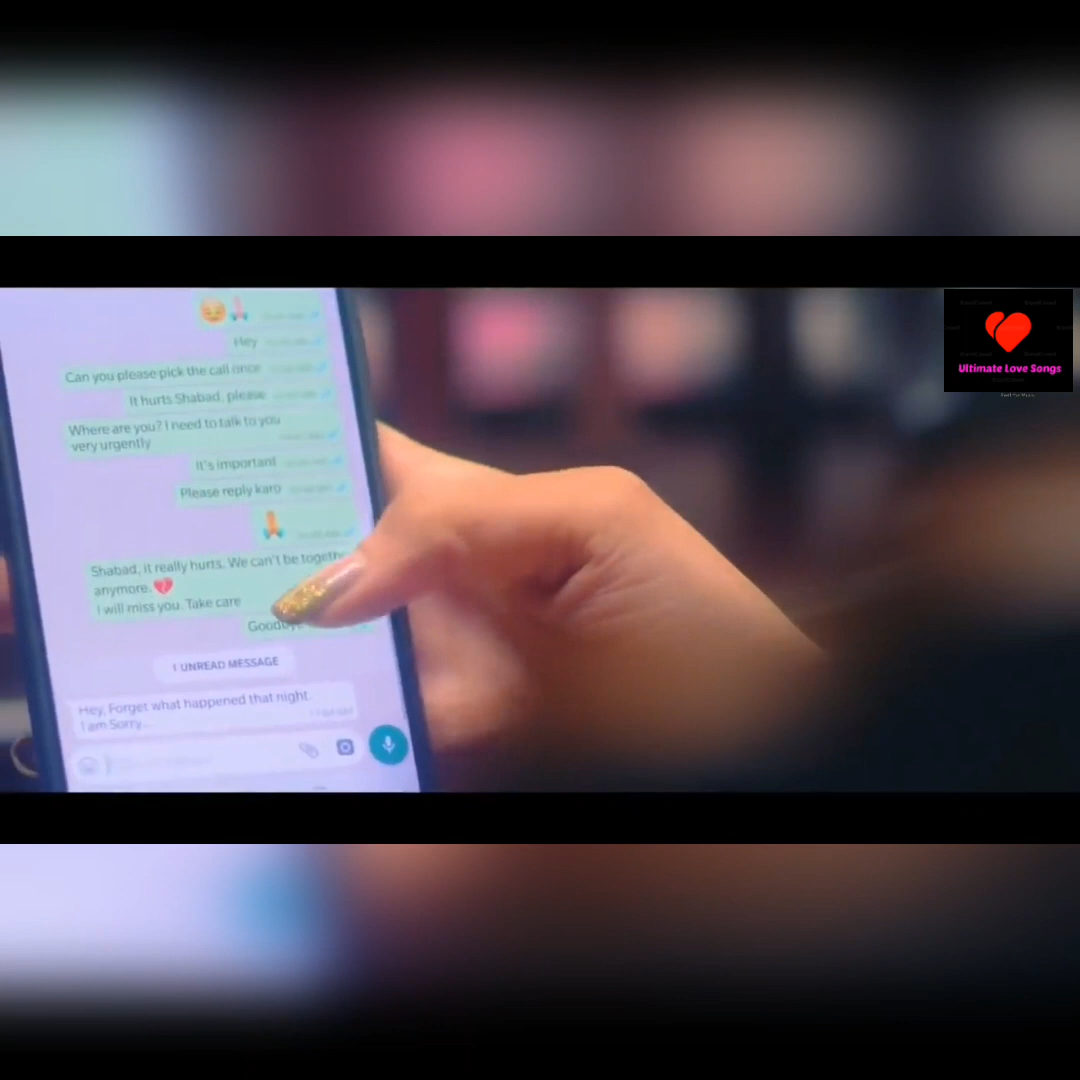 Hey
Can you please pick the call once
It hurts Shabad, please
Where are you? I need to talk to you
very urgently
It's important
Please reply karo
Shabad, it really hurts. We can't be
anymore.💔
I will miss you. Take care
1 UNREAD MESSAGE
Hey, Forget what happened that night.
I am Sorry...
Ultimate Love Songs